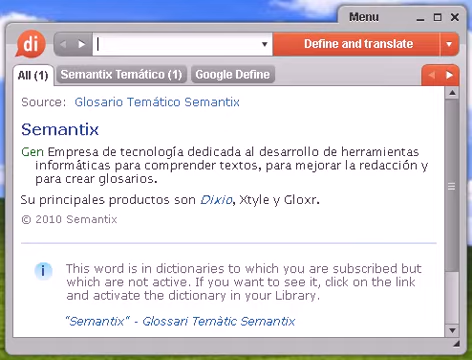 Menu
di
Define and translate
All (1)
Semantix Temático (1)
Google Define
Source: Glosario Temático Semantix
Semantix
Gen Empresa de tecnología dedicada al desarrollo de herramientas
informáticas para comprender textos, para mejorar la redacción y
para crear glosarios.
Su principales producton son Dixio, Xtyle y Gloxr.
© 2010 Semantix
i
This word is in dictionaries to which you are subscribed but
which are not active. If you want to see it, click on the link
and activate the dictionary in your Library.
"Semantix" - Glossari Temàtic Semantix